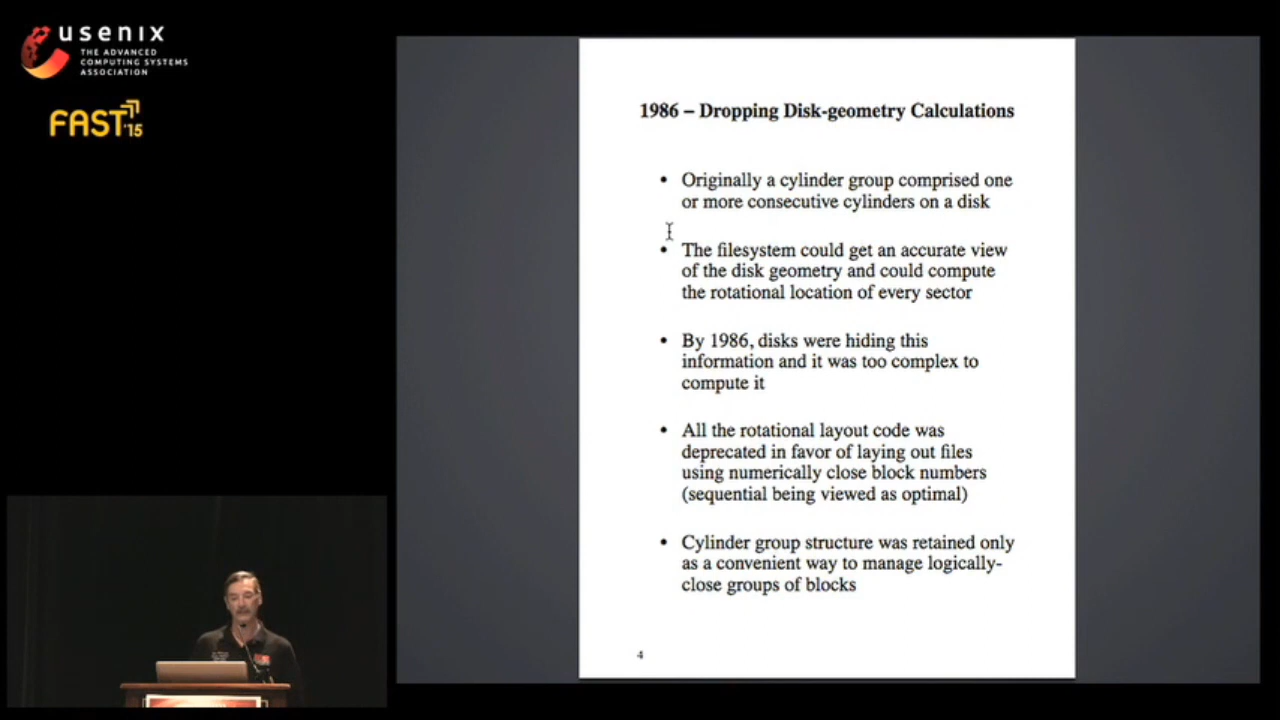 usenix
THE ADVANCED
COMPUTING SYSTEMS
ASSOCIATION
FAST'15
1986 – Dropping Disk-geometry Calculations
• Originally a cylinder group comprised one
or more consecutive cylinders on a disk
• The filesystem could get an accurate view
of the disk geometry and could compute
the rotational location of every sector
• By 1986, disks were hiding this
information and it was too complex to
compute it
• All the rotational layout code was
deprecated in favor of laying out files
using numerically close block numbers
(sequential being viewed as optimal)
• Cylinder group structure was retained only
as a convenient way to manage logically-
close groups of blocks
4